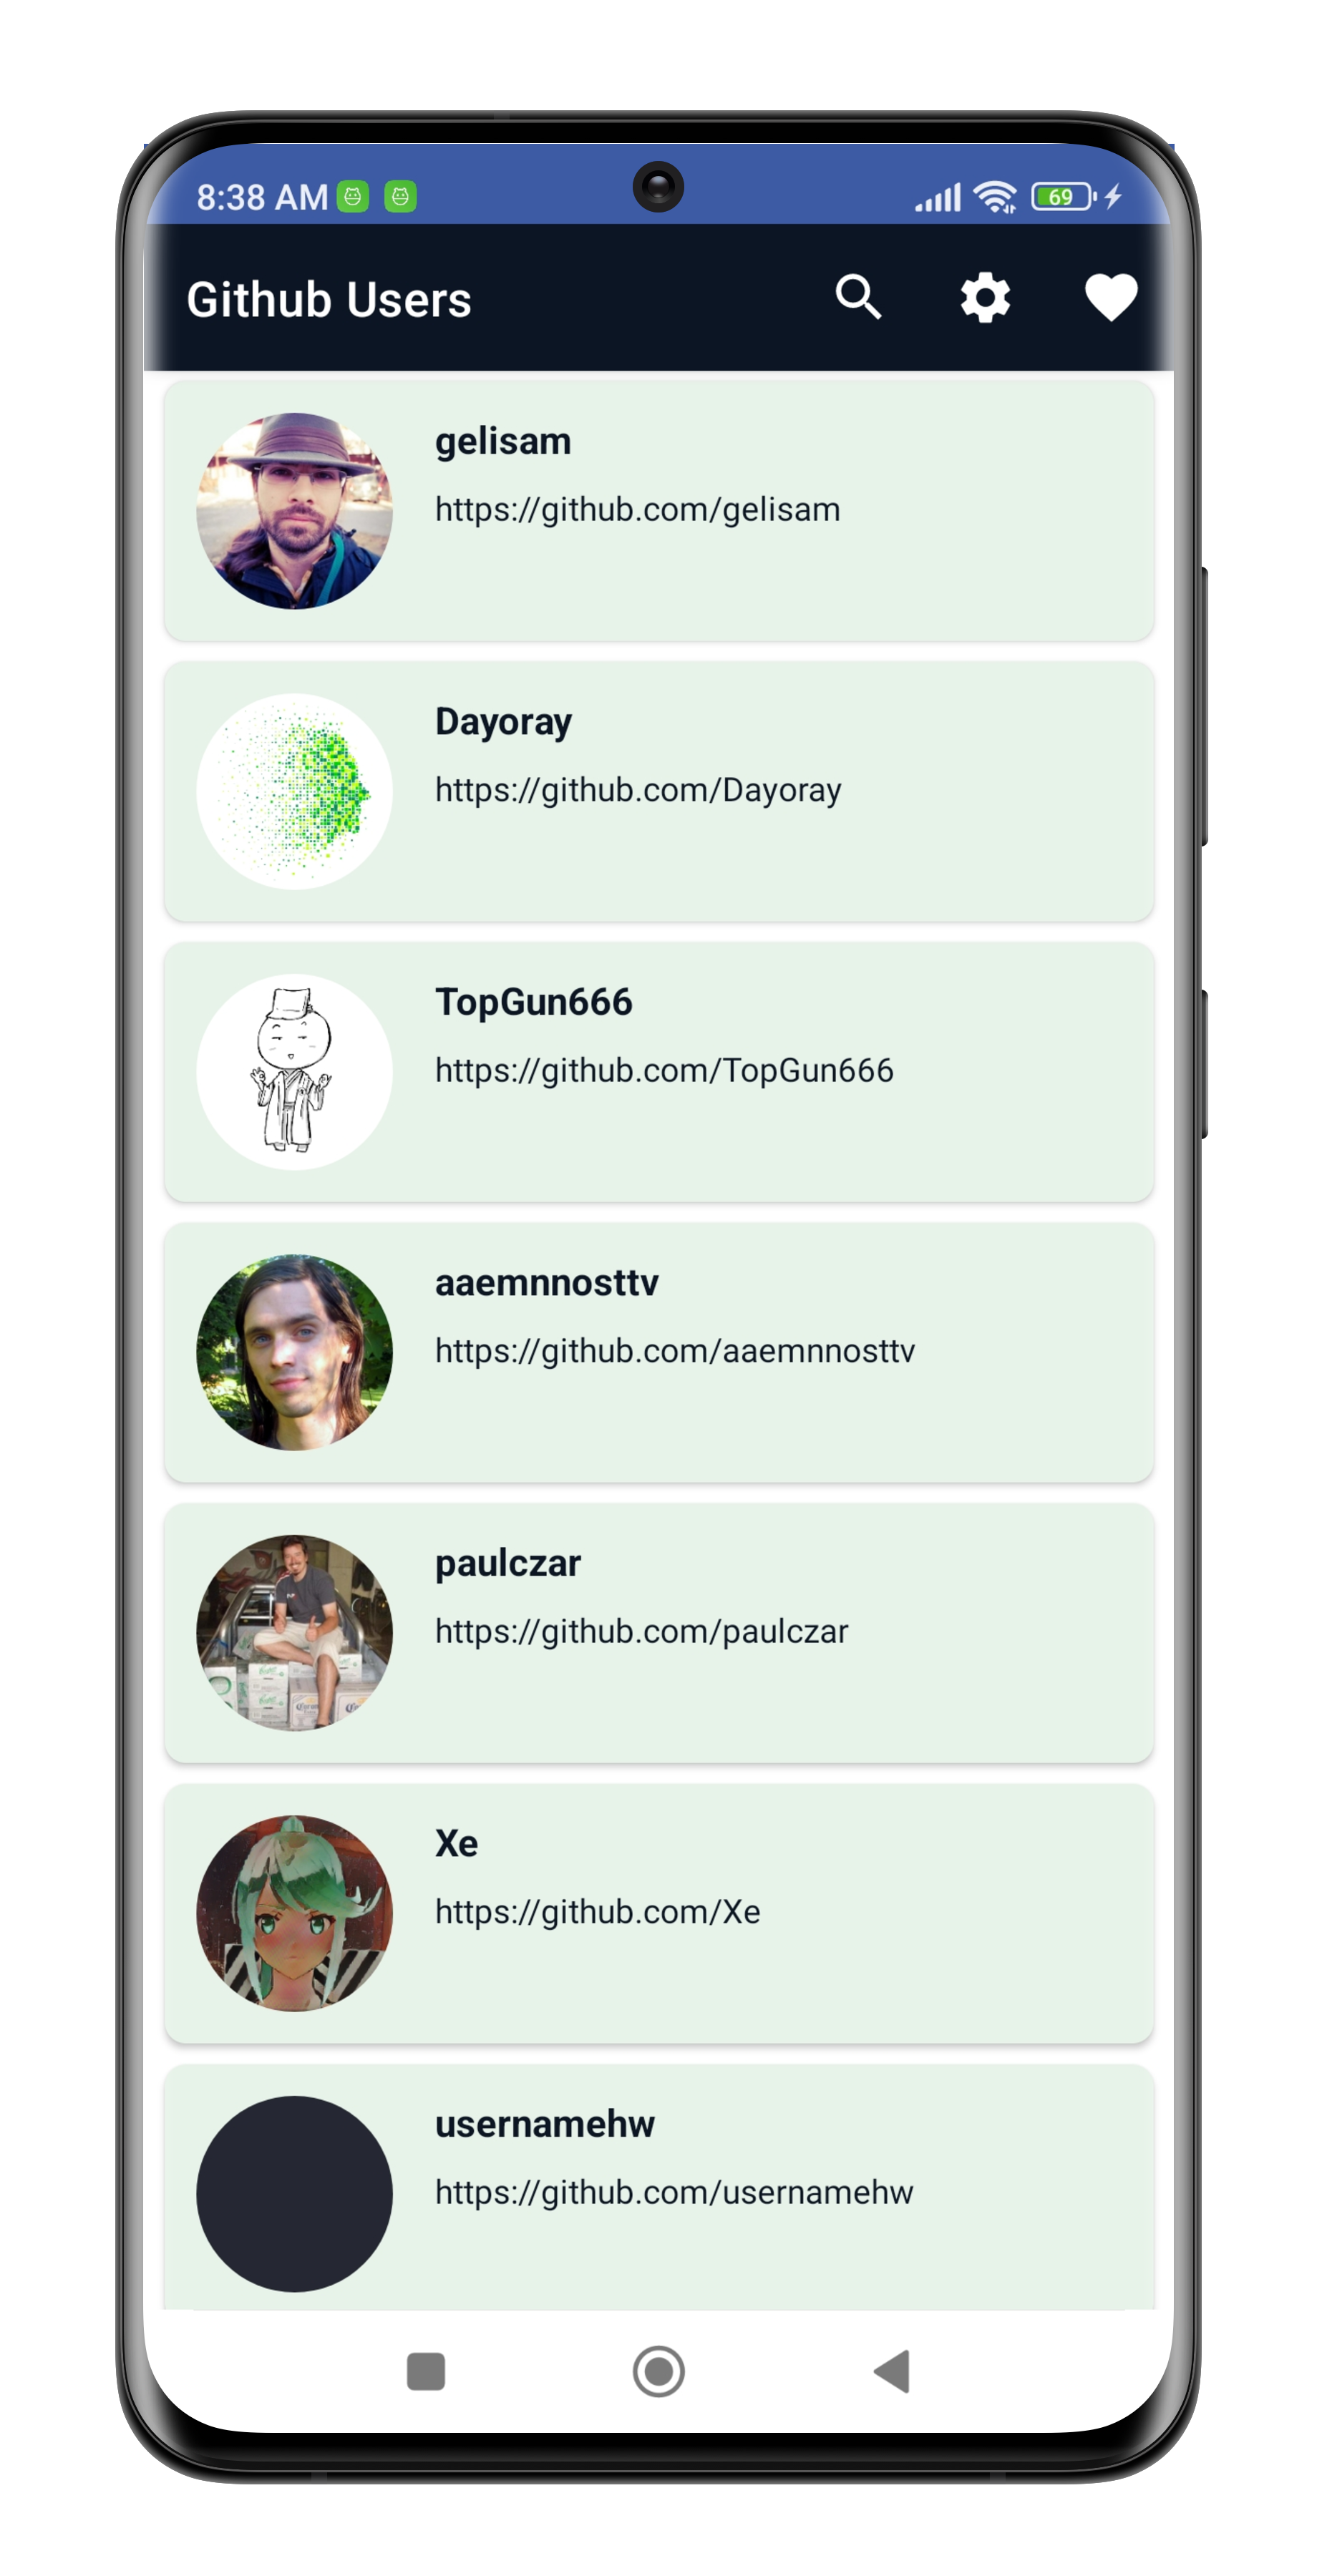 8:38 AM 69
Github Users
gelisam
https://github.com/gelisam
Dayoray
https://github.com/Dayoray
TopGun666
https://github.com/TopGun666
aaemnnosttv
https://github.com/aaemnnosttv
paulczar
https://github.com/paulczar
Xe
https://github.com/Xe
usernamehw
https://github.com/usernamehw